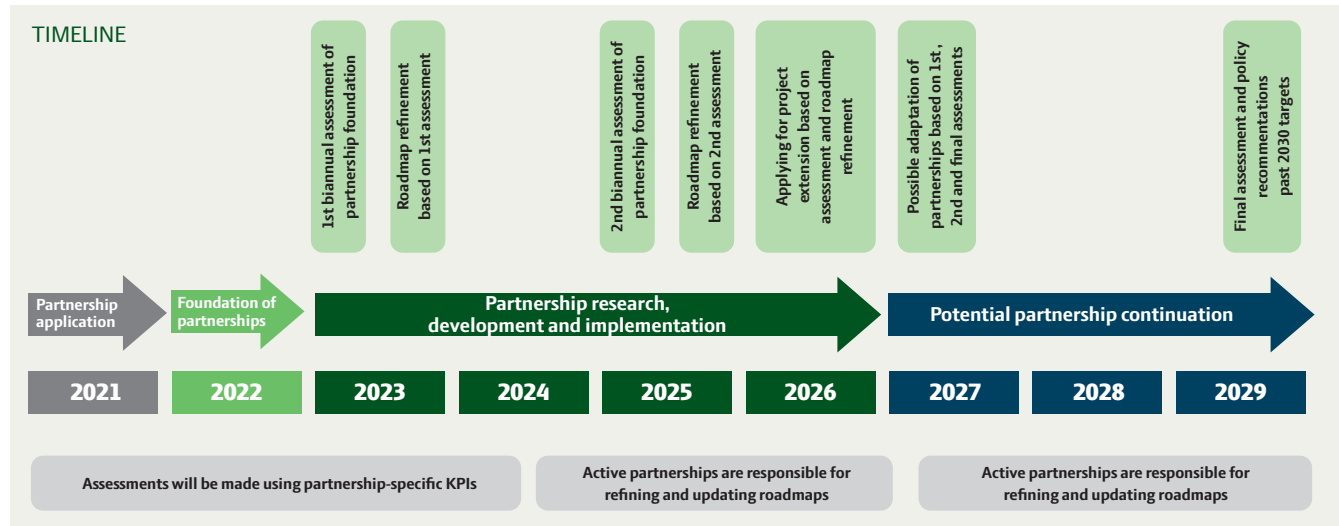 TIMELINE
1st biannual assessment of
partnership foundation
Roadmap refinement
based on 1st assessment
2nd biannual assessment of
partnership foundation
Roadmap refinement
based on 2nd assessment
Applying for project
extension based on
assessment and roadmap
refinement
Possible adaptation of
partnerships based on 1st,
2nd and final assessments
Final assessment and policy
recommendations
past 2030 targets
Partnership
application
Foundation of
partnerships
Partnership research,
development and implementation
Potential partnership continuation
2021
2022
2023
2024
2025
2026
2027
2028
2029
Assessments will be made using partnership-specific KPIs
Active partnerships are responsible for
refining and updating roadmaps
Active partnerships are responsible for
refining and updating roadmaps